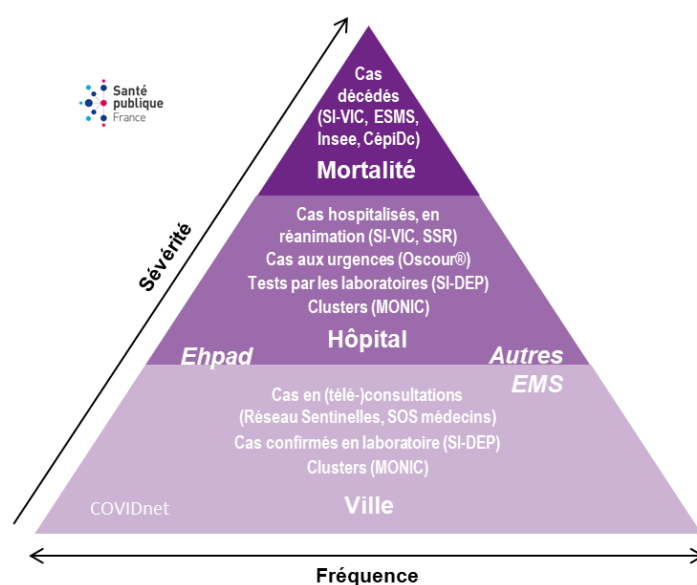 Santé
publique
France
Sévérité
Cas
décédés
(SI-VIC, ESMS,
Insee, CépiDc)
Mortalité
Cas hospitalisés, en
réanimation (SI-VIC, SSR)
Cas aux urgences (Oscour®)
Tests par les laboratoires (SI-DEP)
Clusters (MONIC)
Hôpital
Ehpad
Autres
EMS
Cas en (télé-)consultations
(Réseau Sentinelles, SOS médecins)
Cas confirmés en laboratoire (SI-DEP)
Clusters (MONIC)
COVIDnet
Ville
Fréquence